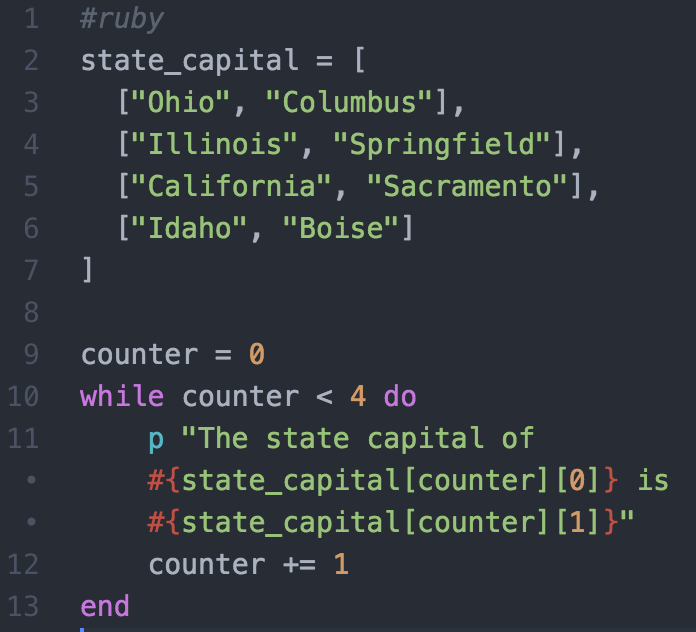 1 #ruby
2 state_capital = [
3   ["Ohio", "Columbus"],
4   ["Illinois", "Springfield"],
5   ["California", "Sacramento"],
6   ["Idaho", "Boise"]
7 ]
8
9 counter = 0
10 while counter < 4 do
11     p "The state capital of
•     #{state_capital[counter][0]} is
•     #{state_capital[counter][1]}"
12     counter += 1
13 end